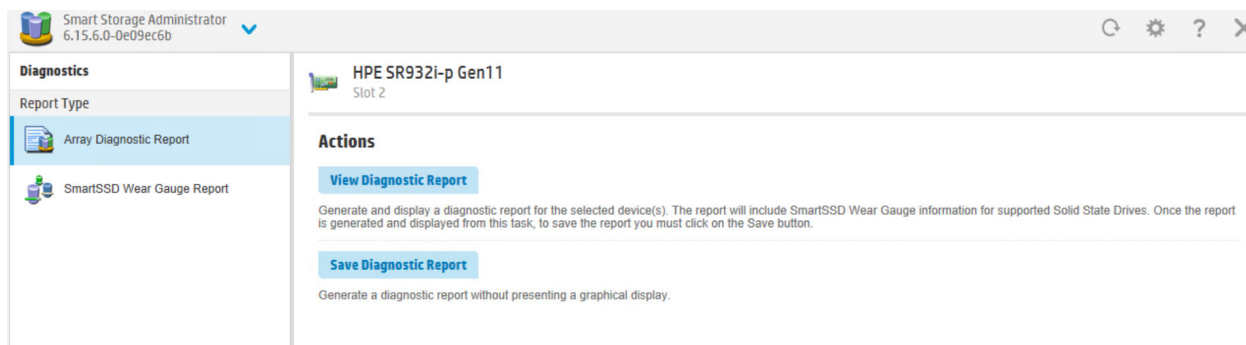 Smart Storage Administrator
6.15.6.0-0e09ec6b
Diagnostics
Report Type
Array Diagnostic Report
SmartSSD Wear Gauge Report
HPE SR932i-p Gen11
Slot 2
Actions
View Diagnostic Report
Generate and display a diagnostic report for the selected device(s). The report will include SmartSSD Wear Gauge information for supported Solid State Drives. Once the report
is generated and displayed from this task, to save the report you must click on the Save button.
Save Diagnostic Report
Generate a diagnostic report without presenting a graphical display.